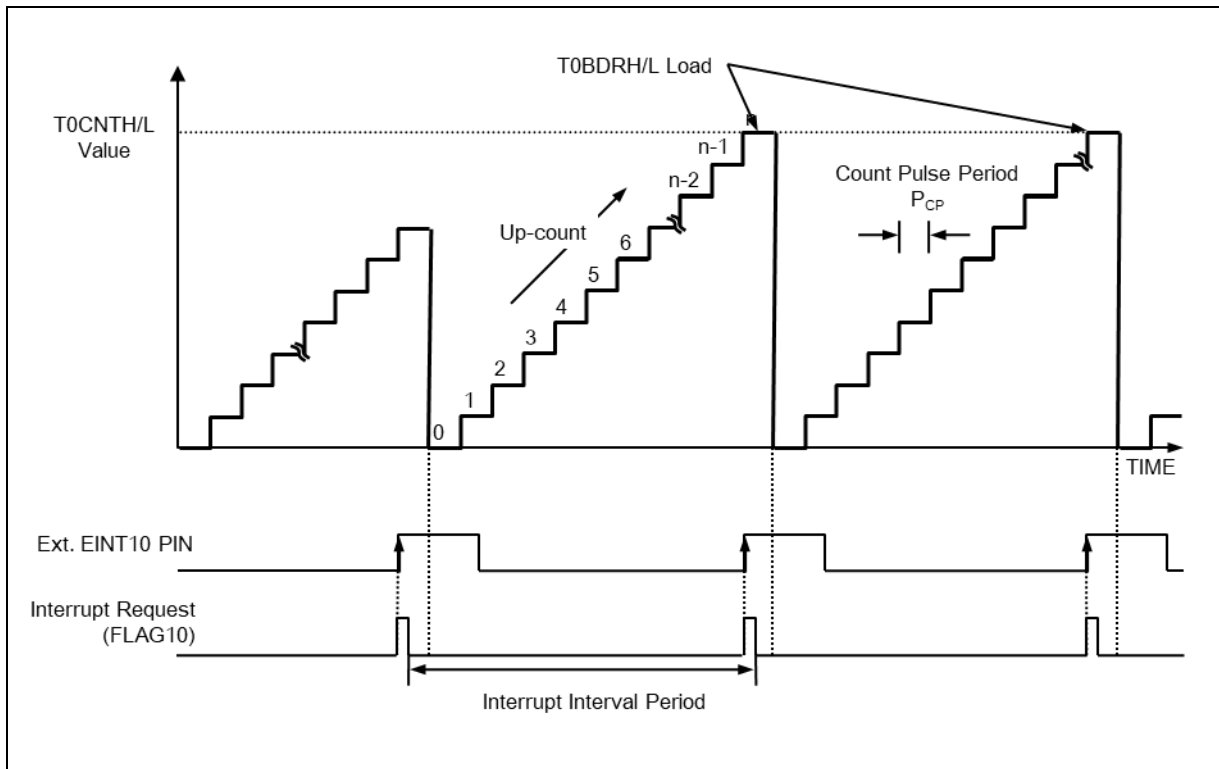 T0BDRH/L Load
T0CNTH/L
Value
n-1
n-2
Count Pulse Period
P_CP
Up-count
6
5
4
3
2
1
0
TIME
Ext. EINT10 PIN
Interrupt Request
(FLAG10)
Interrupt Interval Period